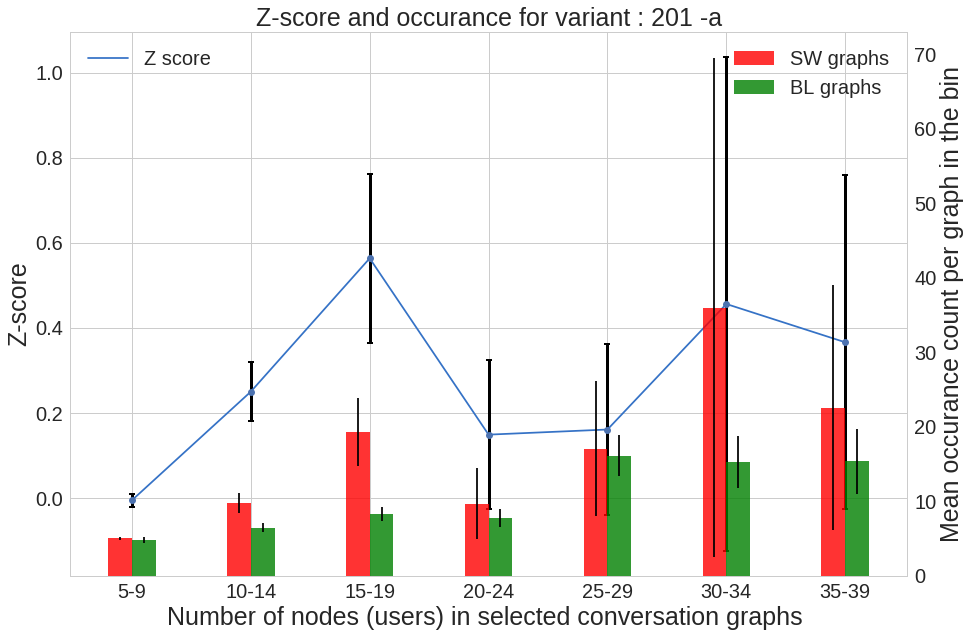 Z-score and occurance for variant : 201 -a
Z score
SW graphs
BL graphs
Z-score
1.0
0.8
0.6
0.4
0.2
0.0
70
60
50
40
30
20
10
0
Mean occurance count per graph in the bin
5-9 10-14 15-19 20-24 25-29 30-34 35-39
Number of nodes (users) in selected conversation graphs